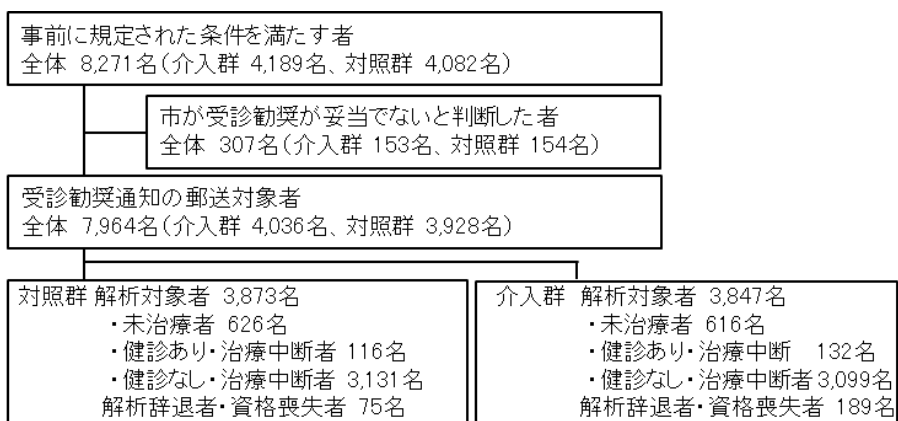 事前に規定された条件を満たす者
全体 8,271名(介入群 4,189名、対照群 4,082名)
市が受診勧奨が妥当でないと判断した者
全体 307名(介入群 153名、対照群 154名)
受診勧奨通知の郵送対象者
全体 7,964名(介入群 4,036名、対照群 3,928名)
対照群 解析対象者 3,873名
・未治療者 626名
・健診あり・治療中断者 116名
・健診なし・治療中断者 3,131名
解析辞退者・資格喪失者 75名
介入群 解析対象者 3,847名
・未治療者 616名
・健診あり・治療中断 132名
・健診なし・治療中断者 3,099名
解析辞退者・資格喪失者 189名